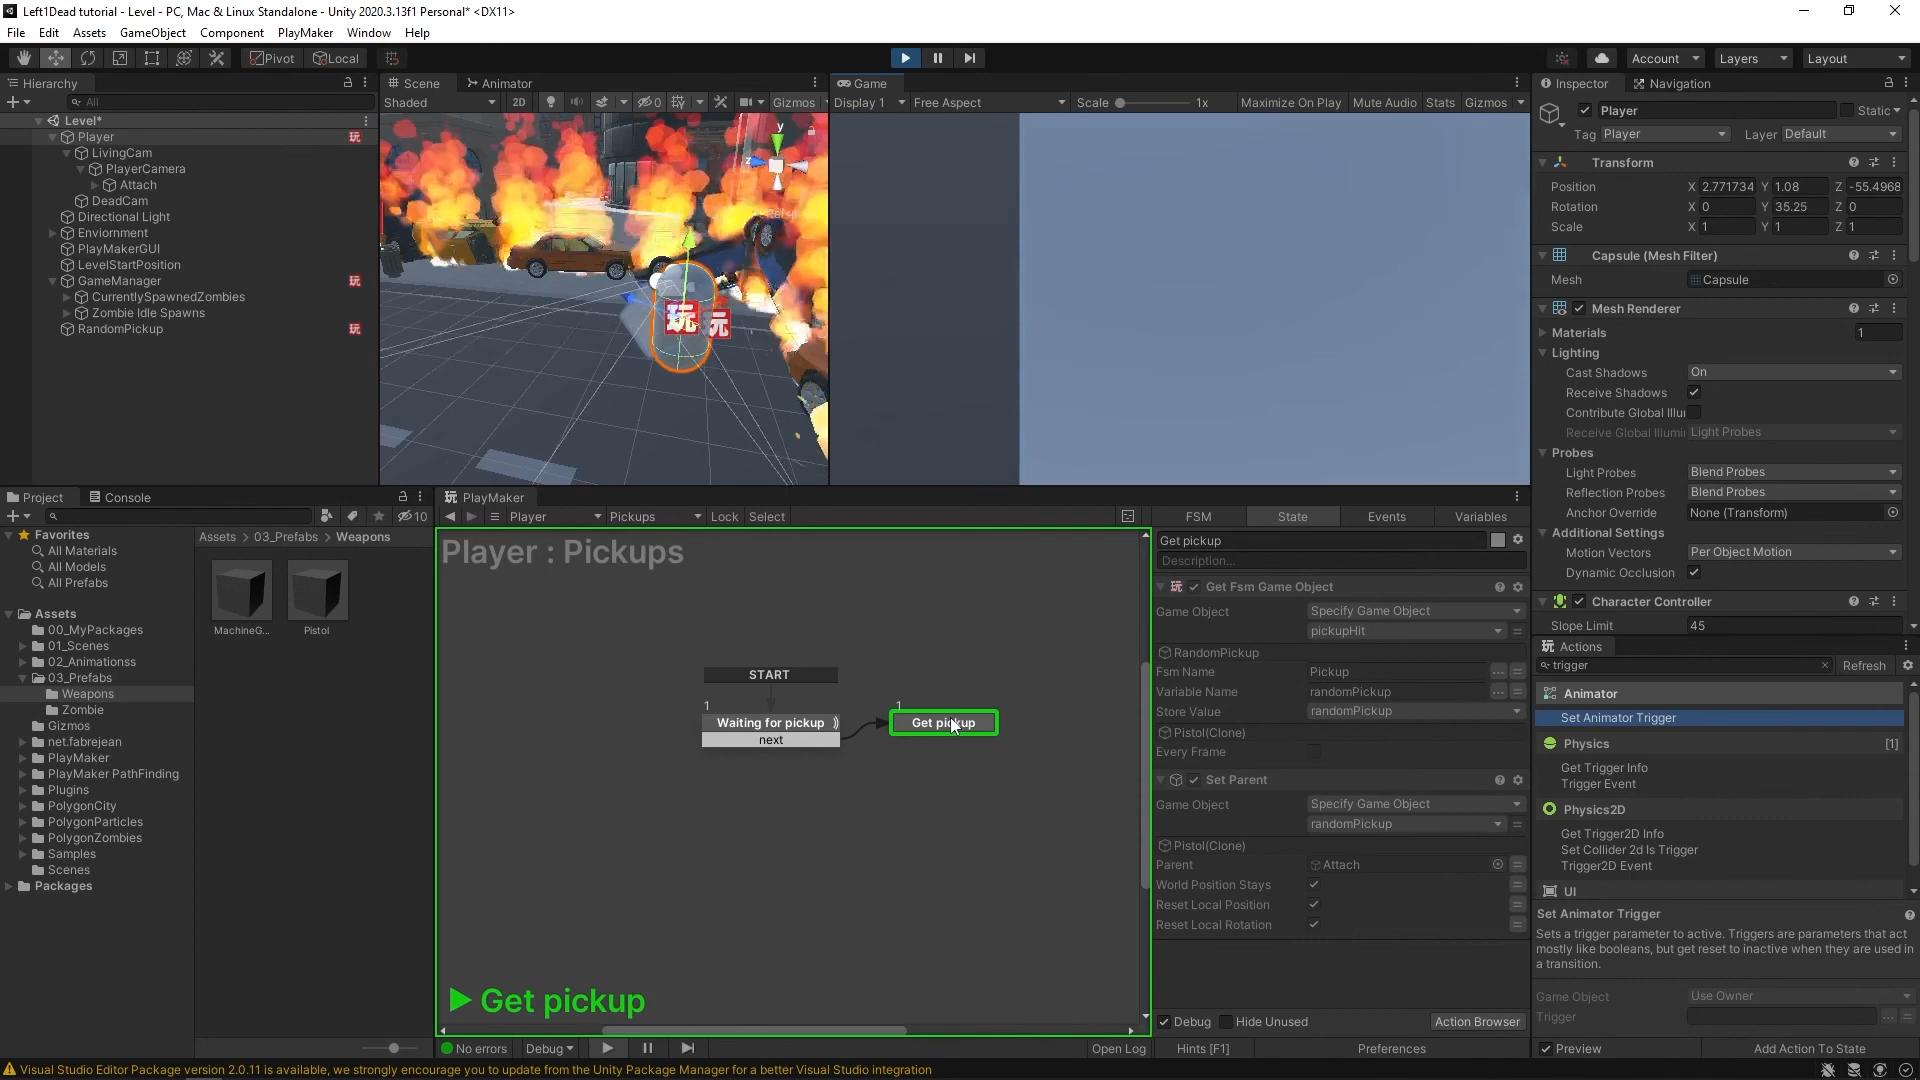 Left1Dead tutorial - Level - PC, Mac & Linux Standalone - Unity 2020.3.13f1 Personal* <DX11>
File Edit Assets GameObject Component PlayMaker Window Help
Pivot Local Account Layers Layout
Hierarchy
All
Level*
Player 玩
LivingCam
PlayerCamera
Attach
DeadCam
Directional Light
Enviornment
PlayMakerGUI
LevelStartPosition
GameManager 玩
CurrentlySpawnedZombies
Zombie Idle Spawns
RandomPickup 玩
Scene Animator
Shaded 2D 0 Gizmos
y
z
玩 玩
Game
Display 1 Free Aspect Scale 1x Maximize On Play Mute Audio Stats Gizmos
Inspector Navigation
Player Static
Tag Player Layer Default
Transform
Position X 2.771734 Y 1.08 Z -55.4968
Rotation X 0 Y 35.25 Z 0
Scale X 1 Y 1 Z 1
Capsule (Mesh Filter)
Mesh Capsule
Mesh Renderer
Materials 1
Lighting
Cast Shadows On
Receive Shadows
Contribute Global Illui
Receive Global Illumi Light Probes
Probes
Light Probes Blend Probes
Reflection Probes Blend Probes
Anchor Override None (Transform)
Additional Settings
Motion Vectors Per Object Motion
Dynamic Occlusion
Character Controller
Slope Limit 45
Project Console
10
Favorites
All Materials
All Models
All Prefabs
Assets
00_MyPackages
01_Scenes
02_Animationss
03_Prefabs
Weapons
Zombie
Gizmos
net.fabrejean
PlayMaker
PlayMaker PathFinding
Plugins
PolygonCity
PolygonParticles
PolygonZombies
Samples
Scenes
Packages
Assets > 03_Prefabs > Weapons
MachineG... Pistol
玩 PlayMaker
Player Pickups Lock Select
Player : Pickups
START
1
Waiting for pickup
next
1
Get pickup
Get pickup
No errors Debug Open Log
FSM State Events Variables
Get pickup
Description...
玩 Get Fsm Game Object
Game Object Specify Game Object
pickupHit
RandomPickup
Fsm Name Pickup
Variable Name randomPickup
Store Value randomPickup
Pistol(Clone)
Every Frame
Set Parent
Game Object Specify Game Object
randomPickup
Pistol(Clone)
Parent Attach
World Position Stays
Reset Local Position
Reset Local Rotation
Debug Hide Unused Action Browser
Hints [F1] Preferences
玩 Actions
trigger Refresh
Animator
Set Animator Trigger
Physics [1]
Get Trigger Info
Trigger Event
Physics2D
Get Trigger2D Info
Set Collider 2d Is Trigger
Trigger2D Event
UI
Set Animator Trigger
Sets a trigger parameter to active. Triggers are parameters that act
mostly like booleans, but get reset to inactive when they are used in
a transition.
Game Object Use Owner
Trigger
Preview Add Action To State
Visual Studio Editor Package version 2.0.11 is available, we strongly encourage you to update from the Unity Package Manager for a better Visual Studio integration